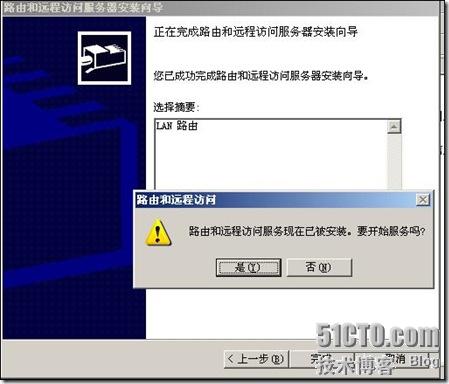 路由和远程访问服务器安装向导
正在完成路由和远程访问服务器安装向导
您已成功完成路由和远程访问服务器安装向导。
选择摘要:
LAN 路由
路由和远程访问
路由和远程访问服务现在已被安装。要开始服务吗?
是(Y) 否(N)
<上一步(B) 完成 取消
51CTO.com
技术博客 Blog